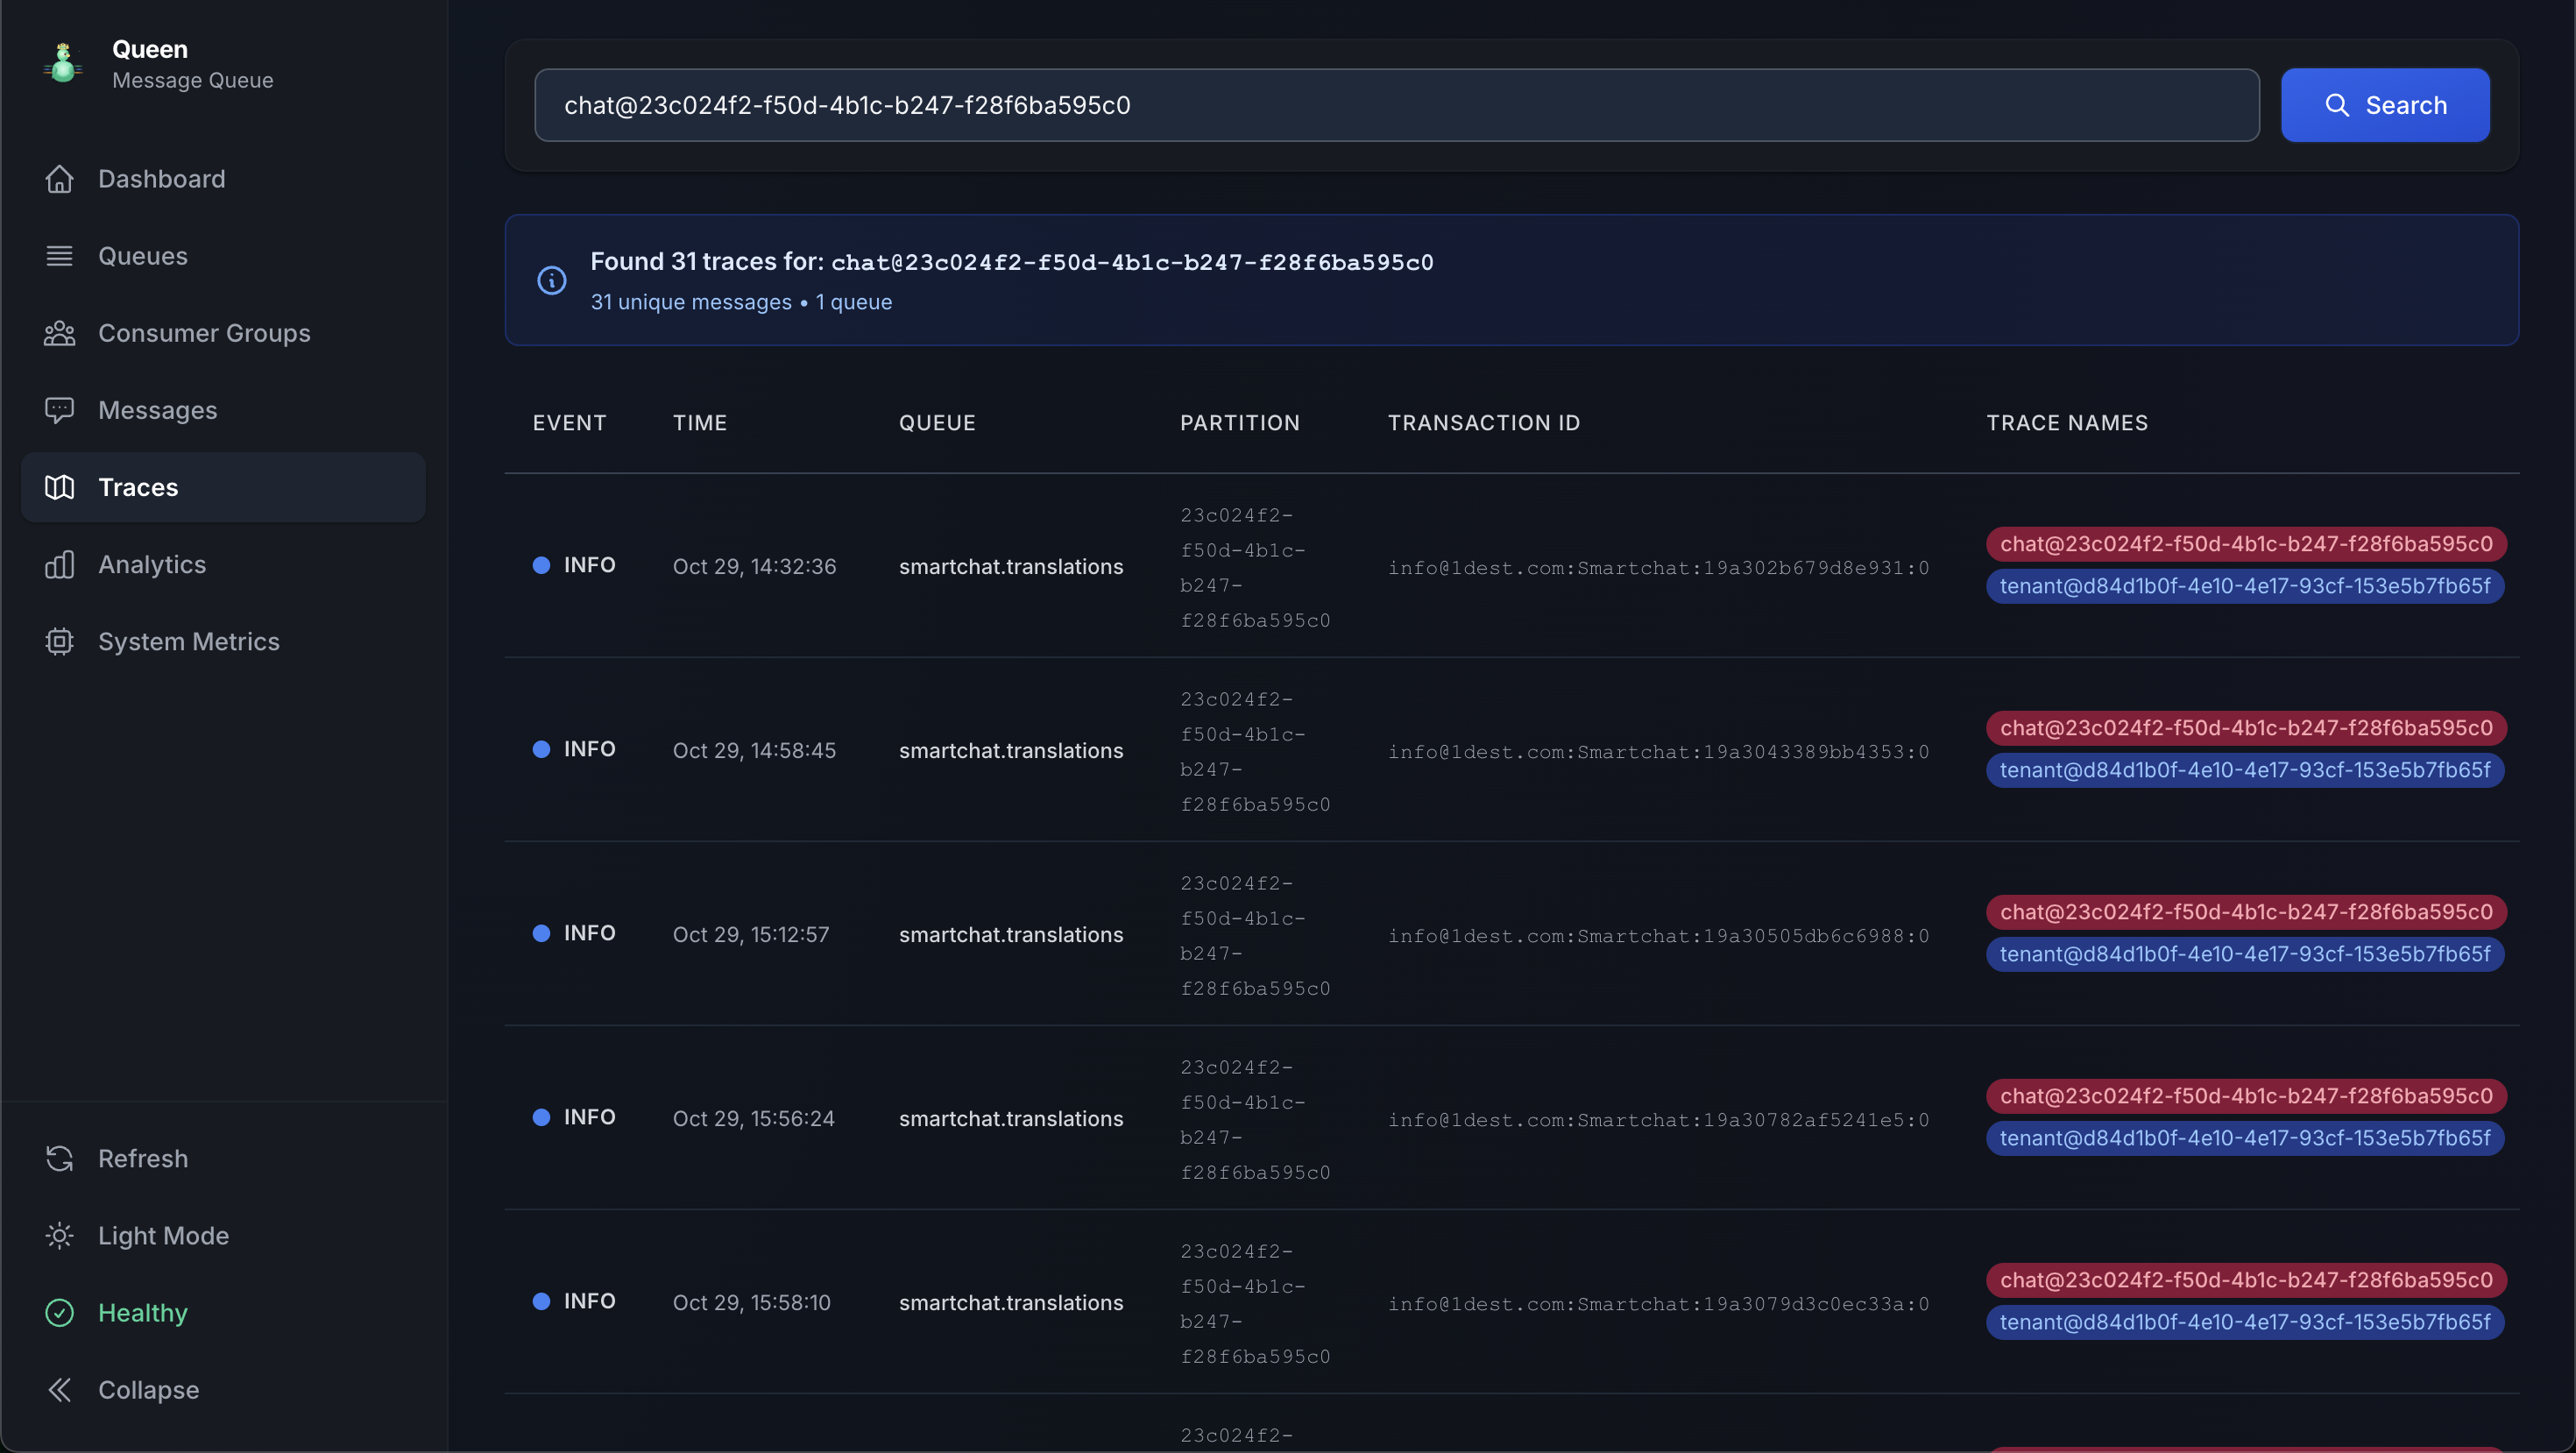 Queen
Message Queue
Dashboard
Queues
Consumer Groups
Messages
Traces
Analytics
System Metrics
Refresh
Light Mode
Healthy
Collapse
chat@23c024f2-f50d-4b1c-b247-f28f6ba595c0
Search
Found 31 traces for: chat@23c024f2-f50d-4b1c-b247-f28f6ba595c0
31 unique messages • 1 queue
EVENT TIME QUEUE PARTITION TRANSACTION ID TRACE NAMES
INFO Oct 29, 14:32:36 smartchat.translations
23c024f2-
f50d-4b1c-
b247-
f28f6ba595c0
info@1dest.com:Smartchat:19a302b679d8e931:0
chat@23c024f2-f50d-4b1c-b247-f28f6ba595c0
tenant@d84d1b0f-4e10-4e17-93cf-153e5b7fb65f
INFO Oct 29, 14:58:45 smartchat.translations
23c024f2-
f50d-4b1c-
b247-
f28f6ba595c0
info@1dest.com:Smartchat:19a3043389bb4353:0
chat@23c024f2-f50d-4b1c-b247-f28f6ba595c0
tenant@d84d1b0f-4e10-4e17-93cf-153e5b7fb65f
INFO Oct 29, 15:12:57 smartchat.translations
23c024f2-
f50d-4b1c-
b247-
f28f6ba595c0
info@1dest.com:Smartchat:19a30505db6c6988:0
chat@23c024f2-f50d-4b1c-b247-f28f6ba595c0
tenant@d84d1b0f-4e10-4e17-93cf-153e5b7fb65f
INFO Oct 29, 15:56:24 smartchat.translations
23c024f2-
f50d-4b1c-
b247-
f28f6ba595c0
info@1dest.com:Smartchat:19a30782af5241e5:0
chat@23c024f2-f50d-4b1c-b247-f28f6ba595c0
tenant@d84d1b0f-4e10-4e17-93cf-153e5b7fb65f
INFO Oct 29, 15:58:10 smartchat.translations
23c024f2-
f50d-4b1c-
b247-
f28f6ba595c0
info@1dest.com:Smartchat:19a3079d3c0ec33a:0
chat@23c024f2-f50d-4b1c-b247-f28f6ba595c0
tenant@d84d1b0f-4e10-4e17-93cf-153e5b7fb65f
23c024f2-